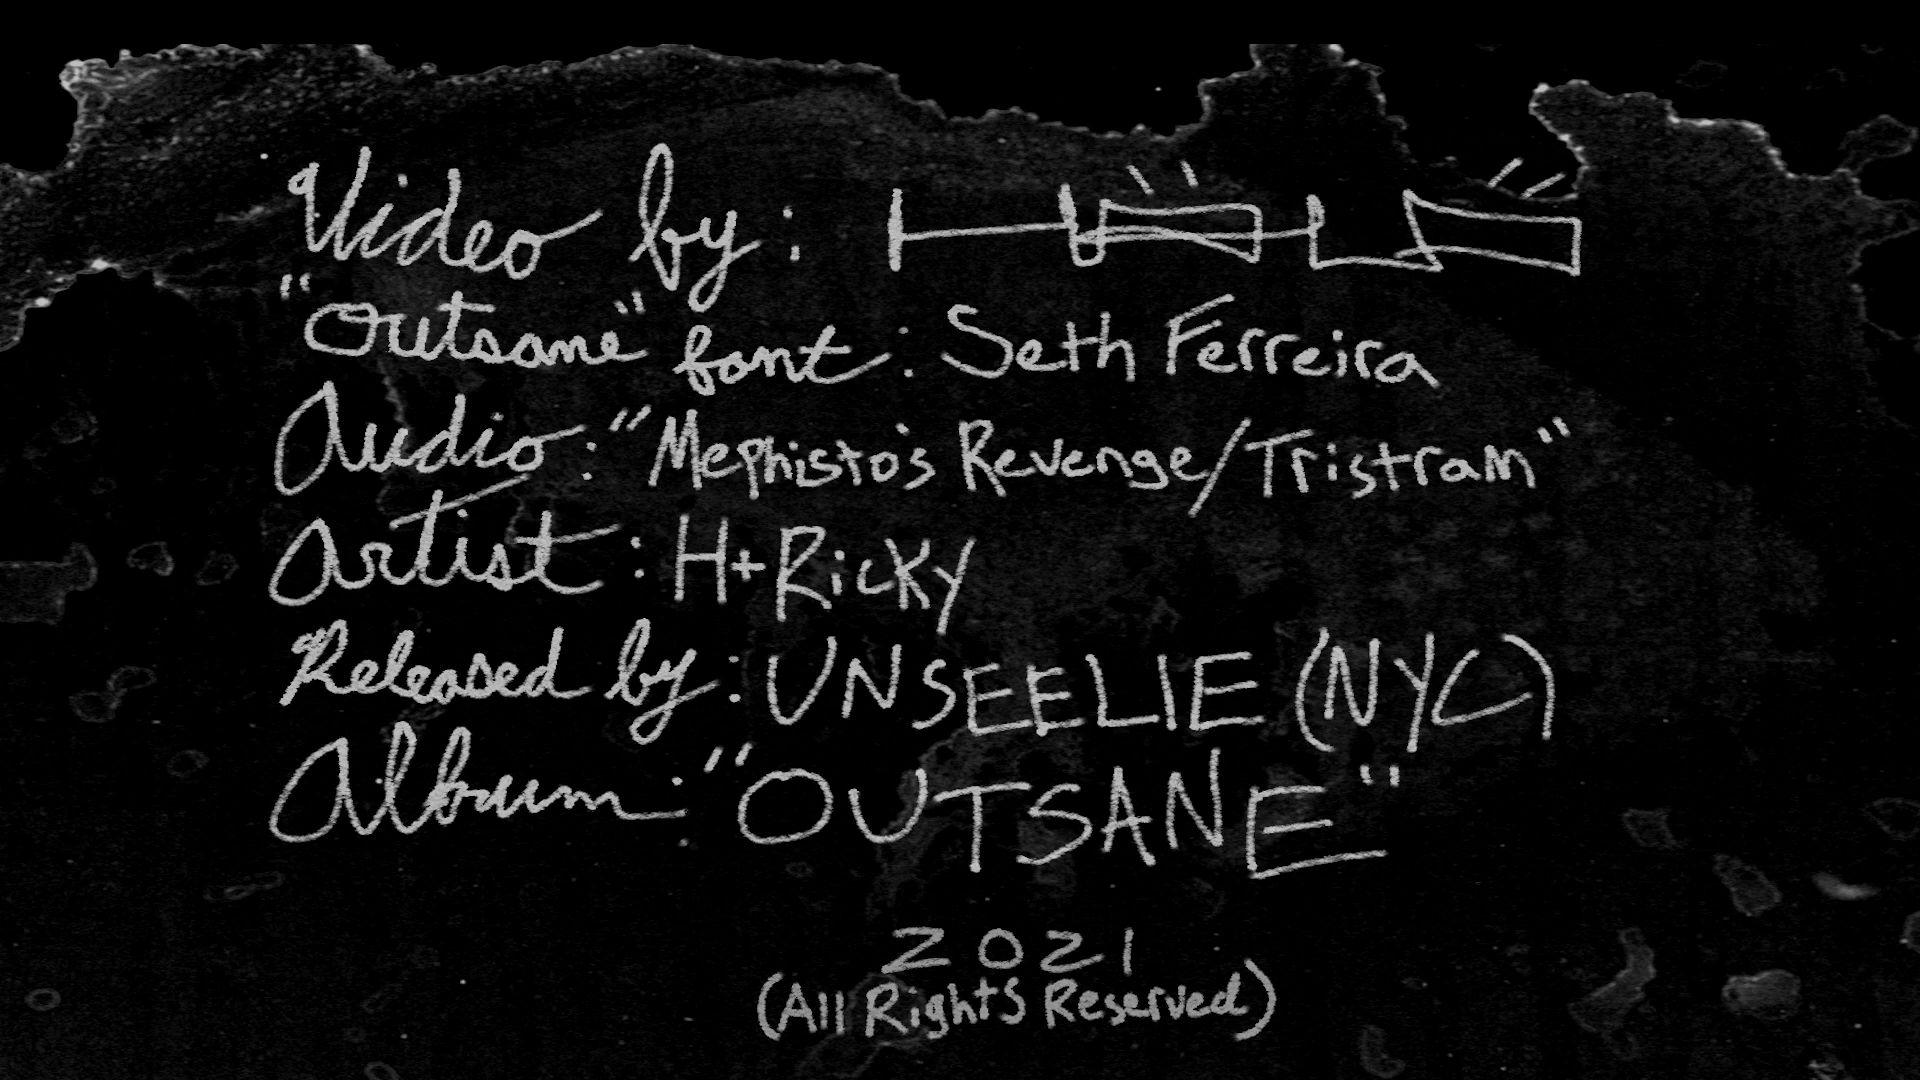 Video by:
"Outsane" font: Seth Ferreira
Audio: "Mephisto's Revenge/Tristram"
Artist: H+Ricky
Released by: UNSEELIE (NYC)
Album: "OUTSANE"
2021
(All Rights Reserved)